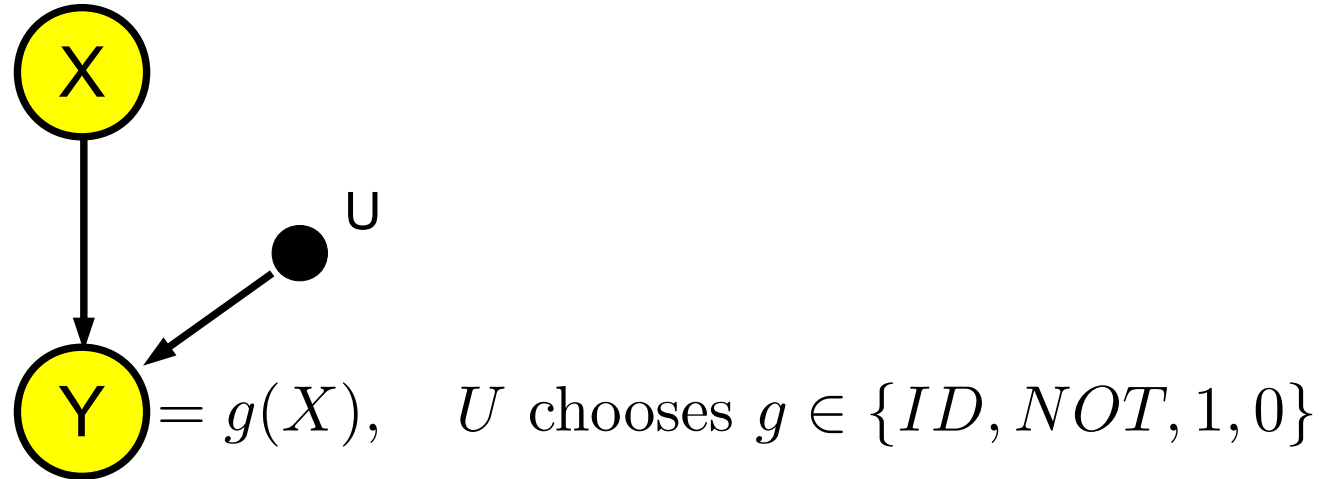 X
U
Y = g(X), U chooses g ∈ {ID, NOT, 1, 0}